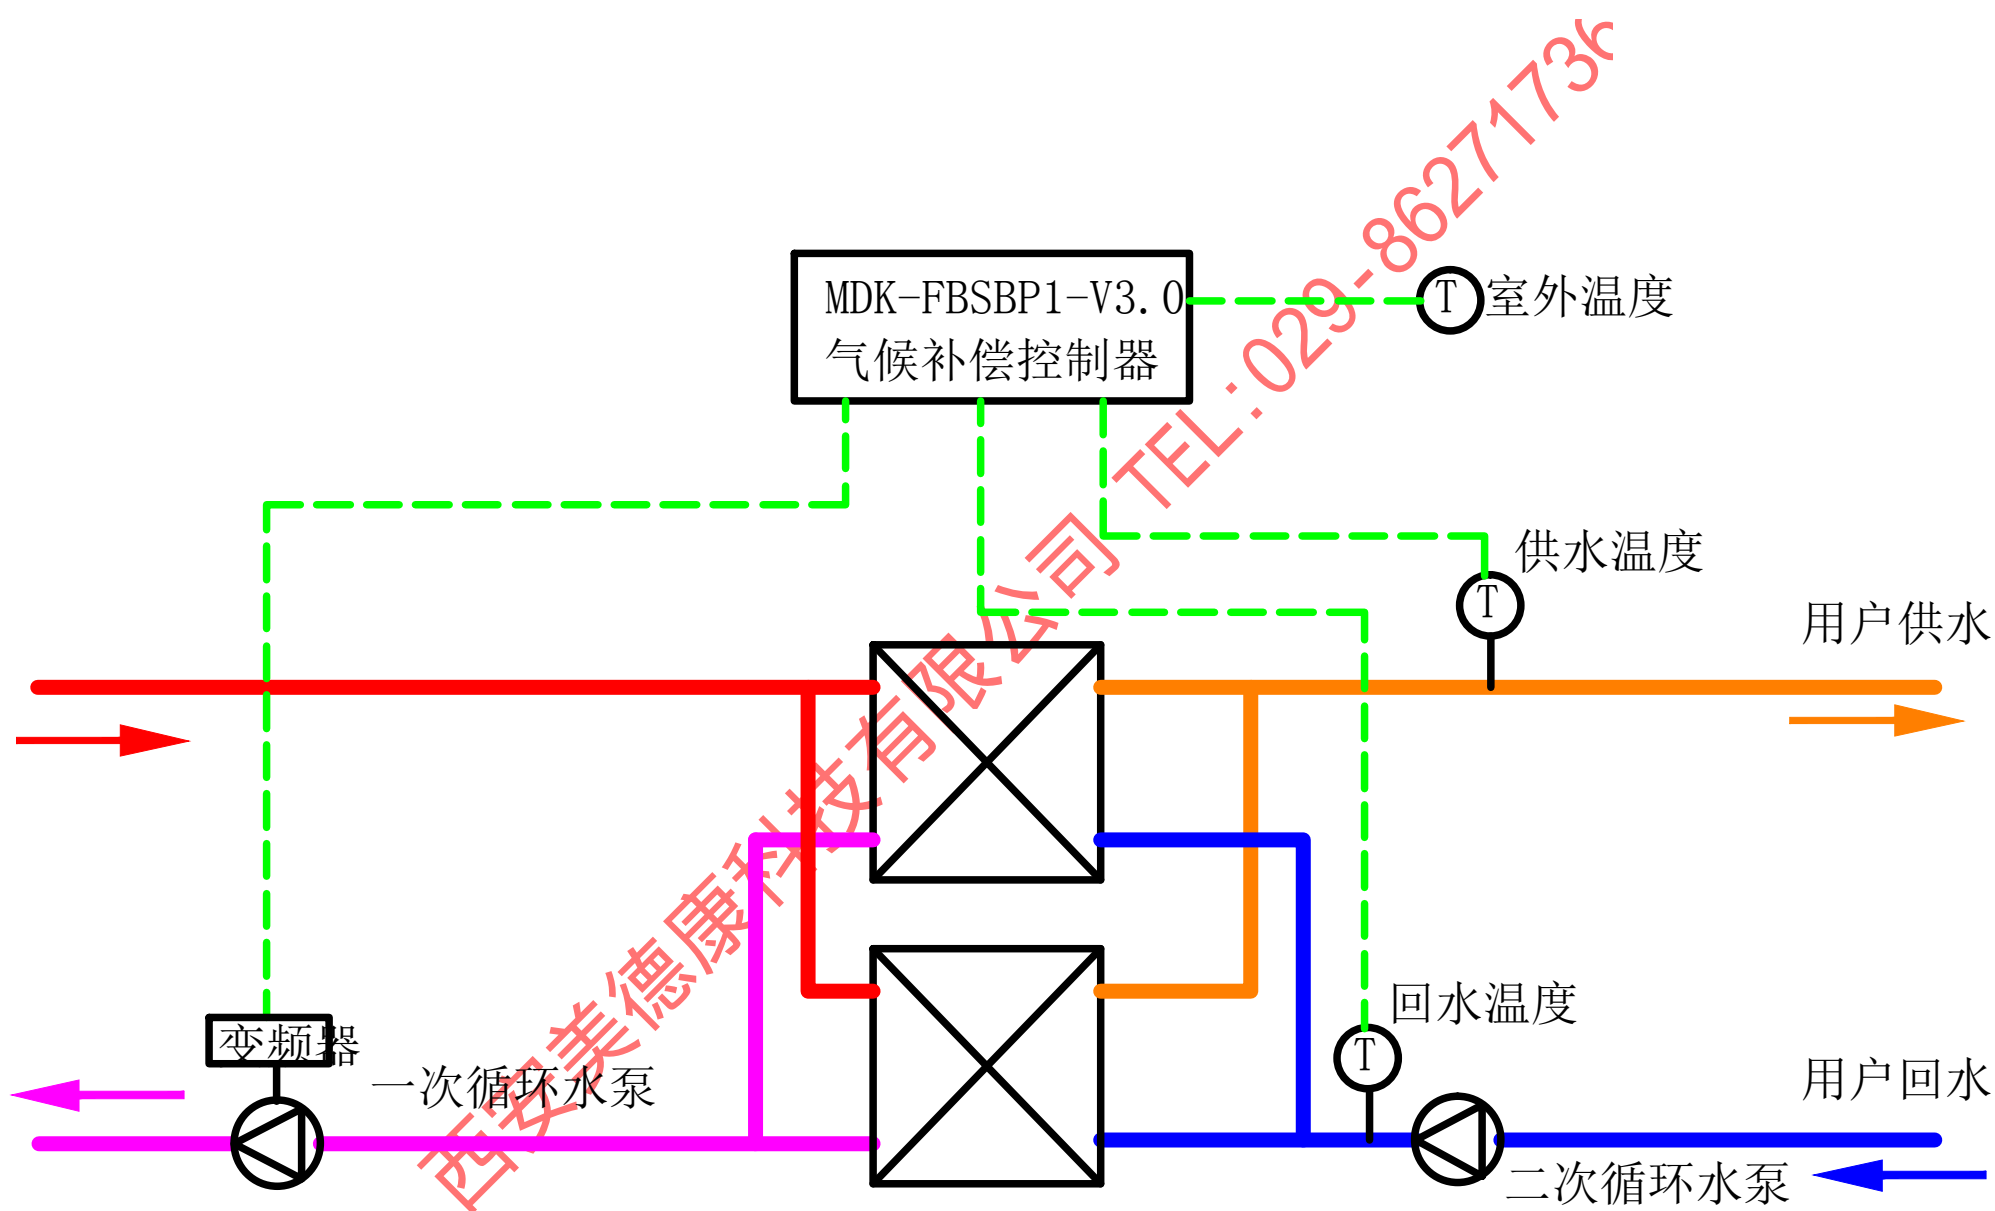 MDK-FBSBP1-V3.0
气候补偿控制器
T
室外温度
供水温度
T
用户供水
回水温度
T
用户回水
变频器
一次循环水泵
二次循环水泵
西安美德康科技有限公司 TEL:029-8627173